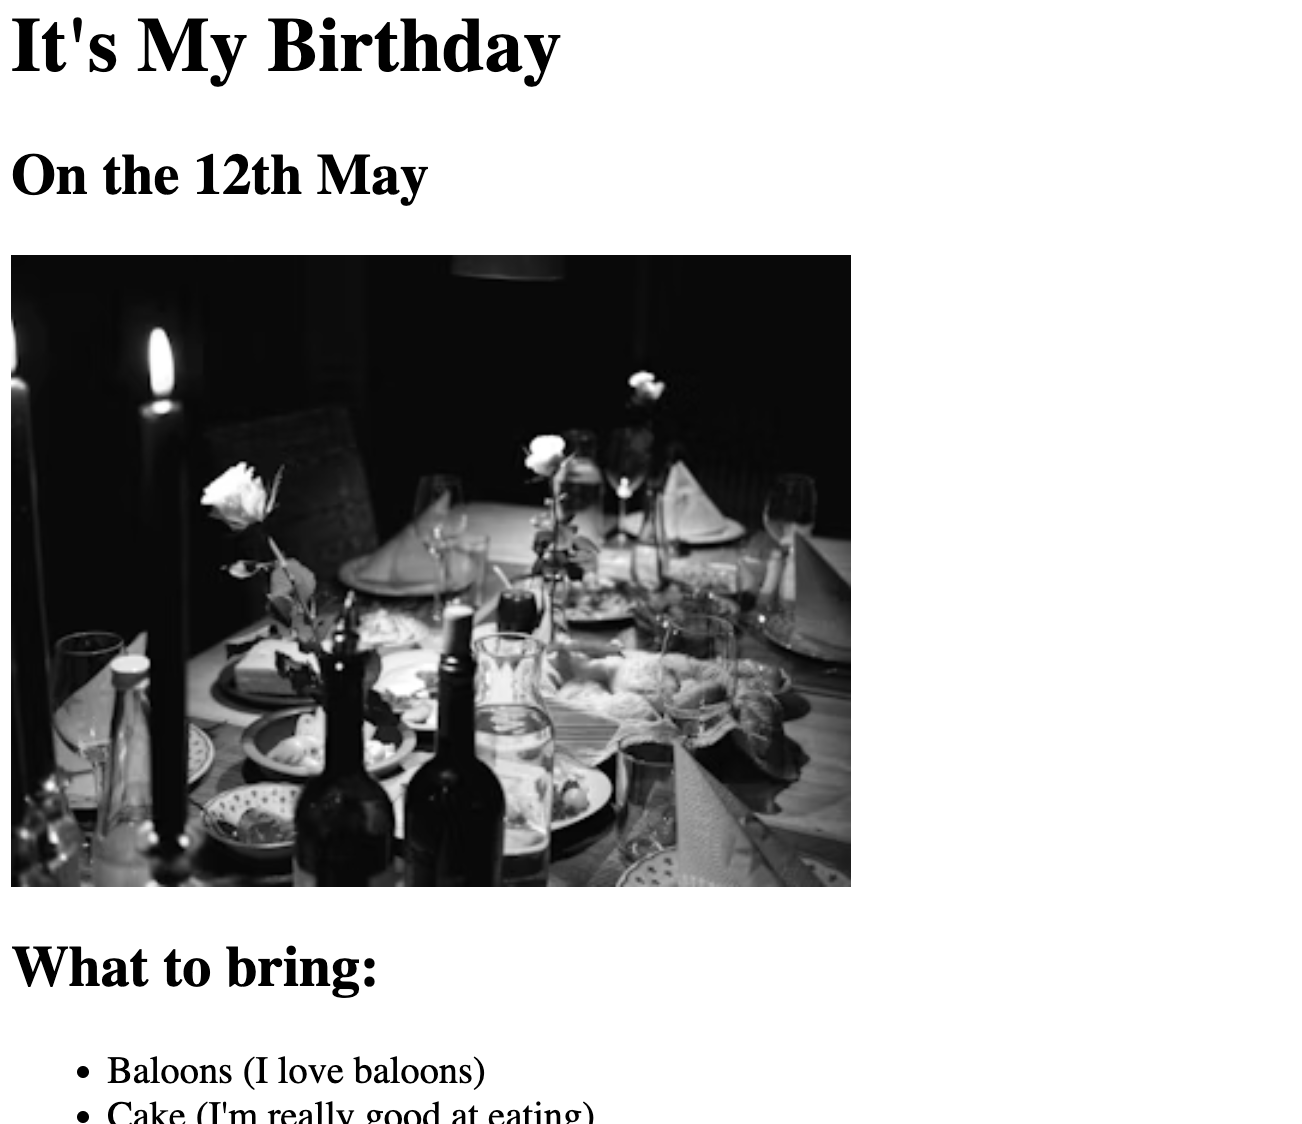 It's My Birthday
On the 12th May
What to bring:
• Baloons (I love baloons)
• Cake (I'm really good at eating)